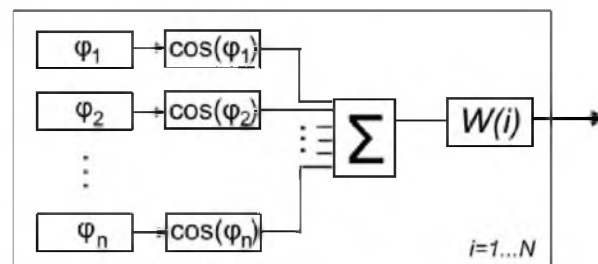 φ₁ cos(φ₁)
φ₂ cos(φ₂)
⋮ ⋮ Σ W(i)
φₙ cos(φₙ)
i=1...N